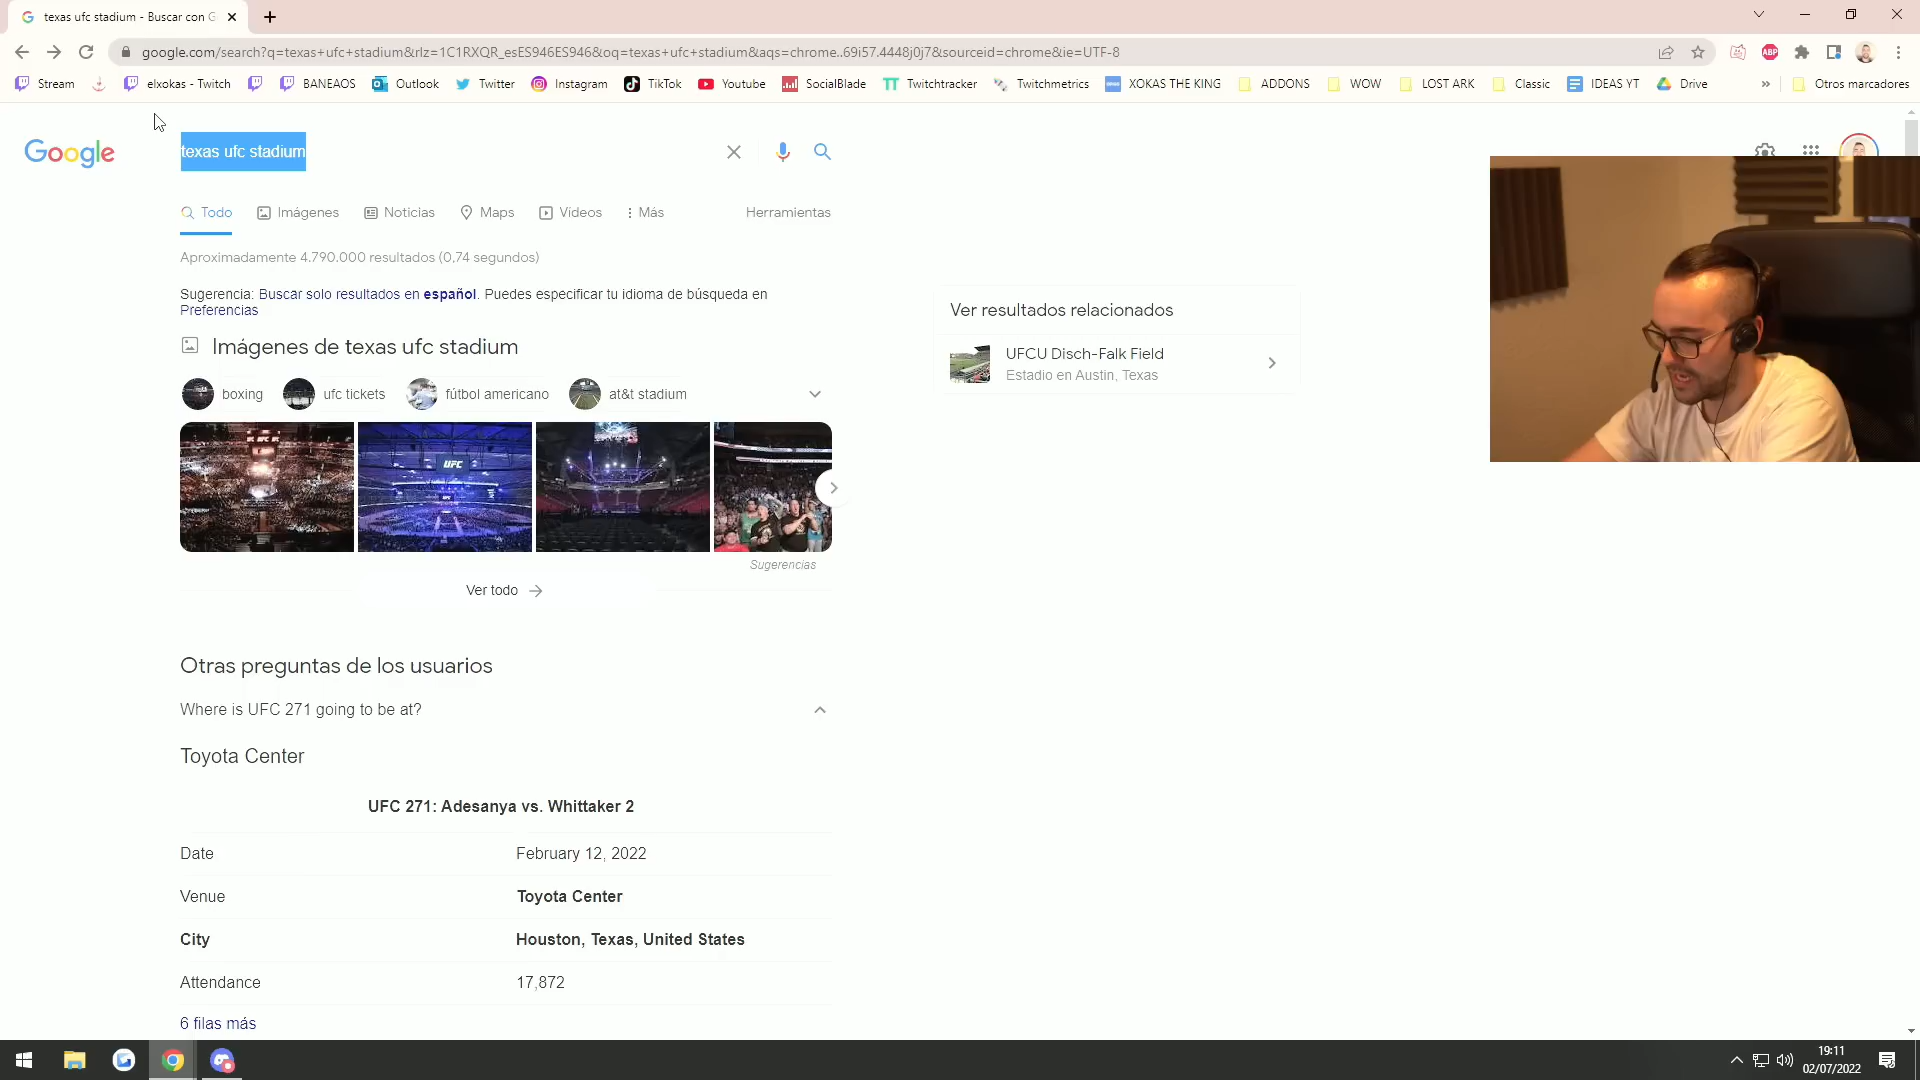 texas ufc stadium - Buscar con G
google.com/search?q=texas+ufc+stadium&rlz=1C1RXQR_esES946ES946&oq=texas+ufc+stadium&aqs=chrome..69i57.4448j0j7&sourceid=chrome&ie=UTF-8
ABP
Stream elxokas - Twitch BANEAOS Outlook Twitter Instagram TikTok Youtube SocialBlade Twitchtracker Twitchmetrics XOKAS THE KING ADDONS WOW LOST ARK Classic IDEAS YT Drive » Otros marcadores
Google texas ufc stadium
Todo Imágenes Noticias Maps Vídeos Más Herramientas
Aproximadamente 4.790.000 resultados (0,74 segundos)
Sugerencia: Buscar solo resultados en español. Puedes especificar tu idioma de búsqueda en
Preferencias
Imágenes de texas ufc stadium
boxing ufc tickets fútbol americano at&t stadium
UFC
Sugerencias
Ver todo
Ver resultados relacionados
UFCU Disch-Falk Field
Estadio en Austin, Texas
Otras preguntas de los usuarios
Where is UFC 271 going to be at?
Toyota Center
UFC 271: Adesanya vs. Whittaker 2
Date February 12, 2022
Venue Toyota Center
City Houston, Texas, United States
Attendance 17,872
6 filas más
19:11
02/07/2022